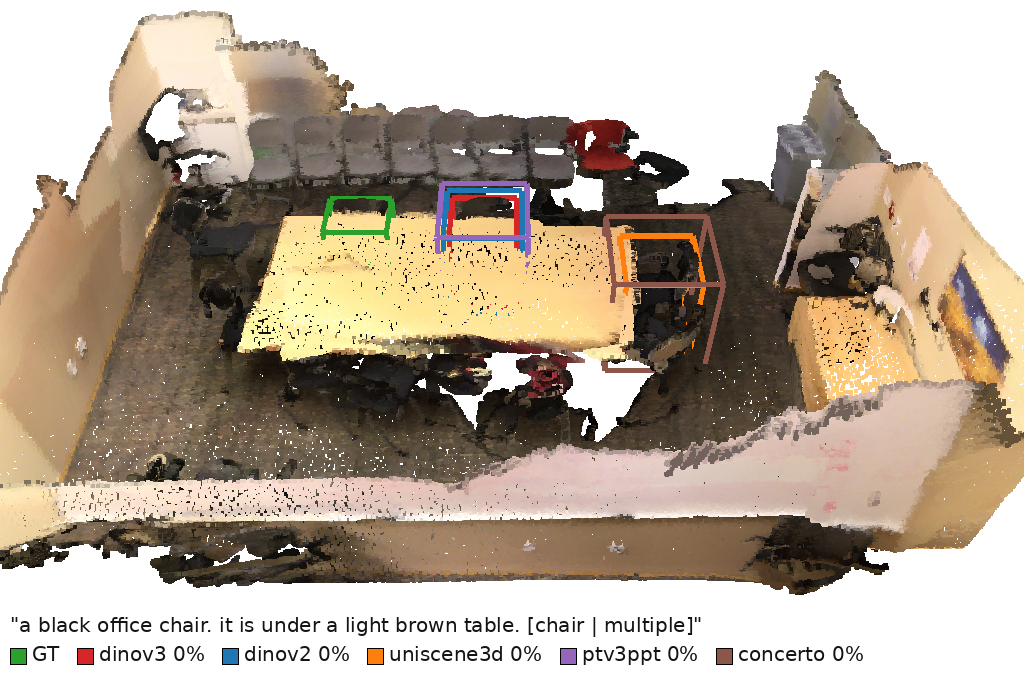 "a black office chair. it is under a light brown table. [chair | multiple]"
GT dinov3 0% dinov2 0% uniscene3d 0% ptv3ppt 0% concerto 0%